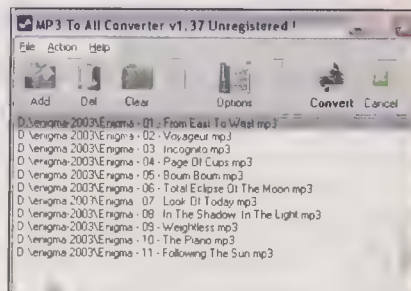 MP3 To All Converter v1.37 Unregistered !
File Action Help
Add Del Clear Options Convert Cancel
D:\enigma-2003\Enigma - 01 - From East To West.mp3
D:\enigma-2003\Enigma - 02 - Voyageur.mp3
D:\enigma-2003\Enigma - 03 - Incognito.mp3
D:\enigma-2003\Enigma - 04 - Page Of Cups.mp3
D:\enigma-2003\Enigma - 05 - Boum Boum.mp3
D:\enigma-2003\Enigma - 06 - Total Eclipse Of The Moon.mp3
D:\enigma-2003\Enigma - 07 - Look Of Today.mp3
D:\enigma-2003\Enigma - 08 - In The Shadow In The Light.mp3
D:\enigma-2003\Enigma - 09 - Weightless.mp3
D:\enigma-2003\Enigma - 10 - The Piano.mp3
D:\enigma-2003\Enigma - 11 - Following The Sun.mp3